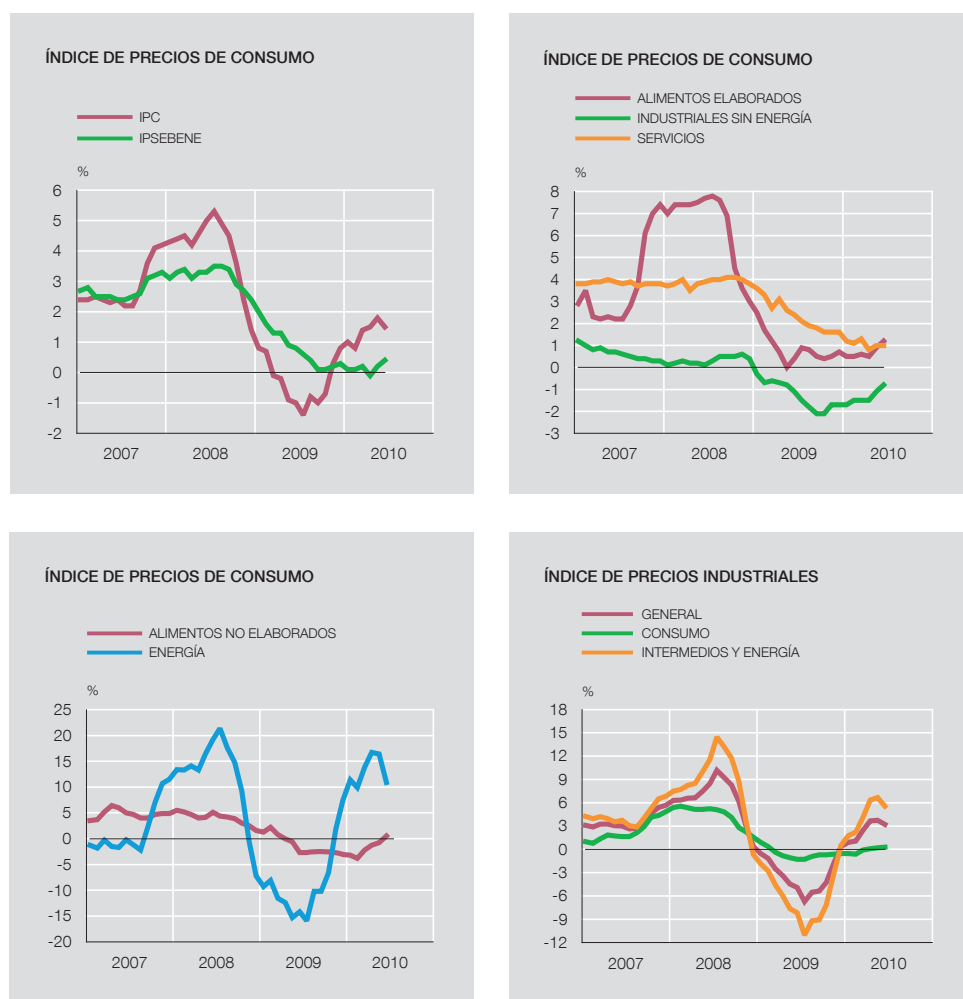 ÍNDICE DE PRECIOS DE CONSUMO
IPC
IPSEBENE
%
6
5
4
3
2
1
0
-1
-2
2007 2008 2009 2010
ÍNDICE DE PRECIOS DE CONSUMO
ALIMENTOS ELABORADOS
INDUSTRIALES SIN ENERGÍA
SERVICIOS
%
8
7
6
5
4
3
2
1
0
-1
-2
-3
2007 2008 2009 2010
ÍNDICE DE PRECIOS DE CONSUMO
ALIMENTOS NO ELABORADOS
ENERGÍA
%
25
20
15
10
5
0
-5
-10
-15
-20
2007 2008 2009 2010
ÍNDICE DE PRECIOS INDUSTRIALES
GENERAL
CONSUMO
INTERMEDIOS Y ENERGÍA
%
18
15
12
9
6
3
0
-3
-6
-9
-12
2007 2008 2009 2010